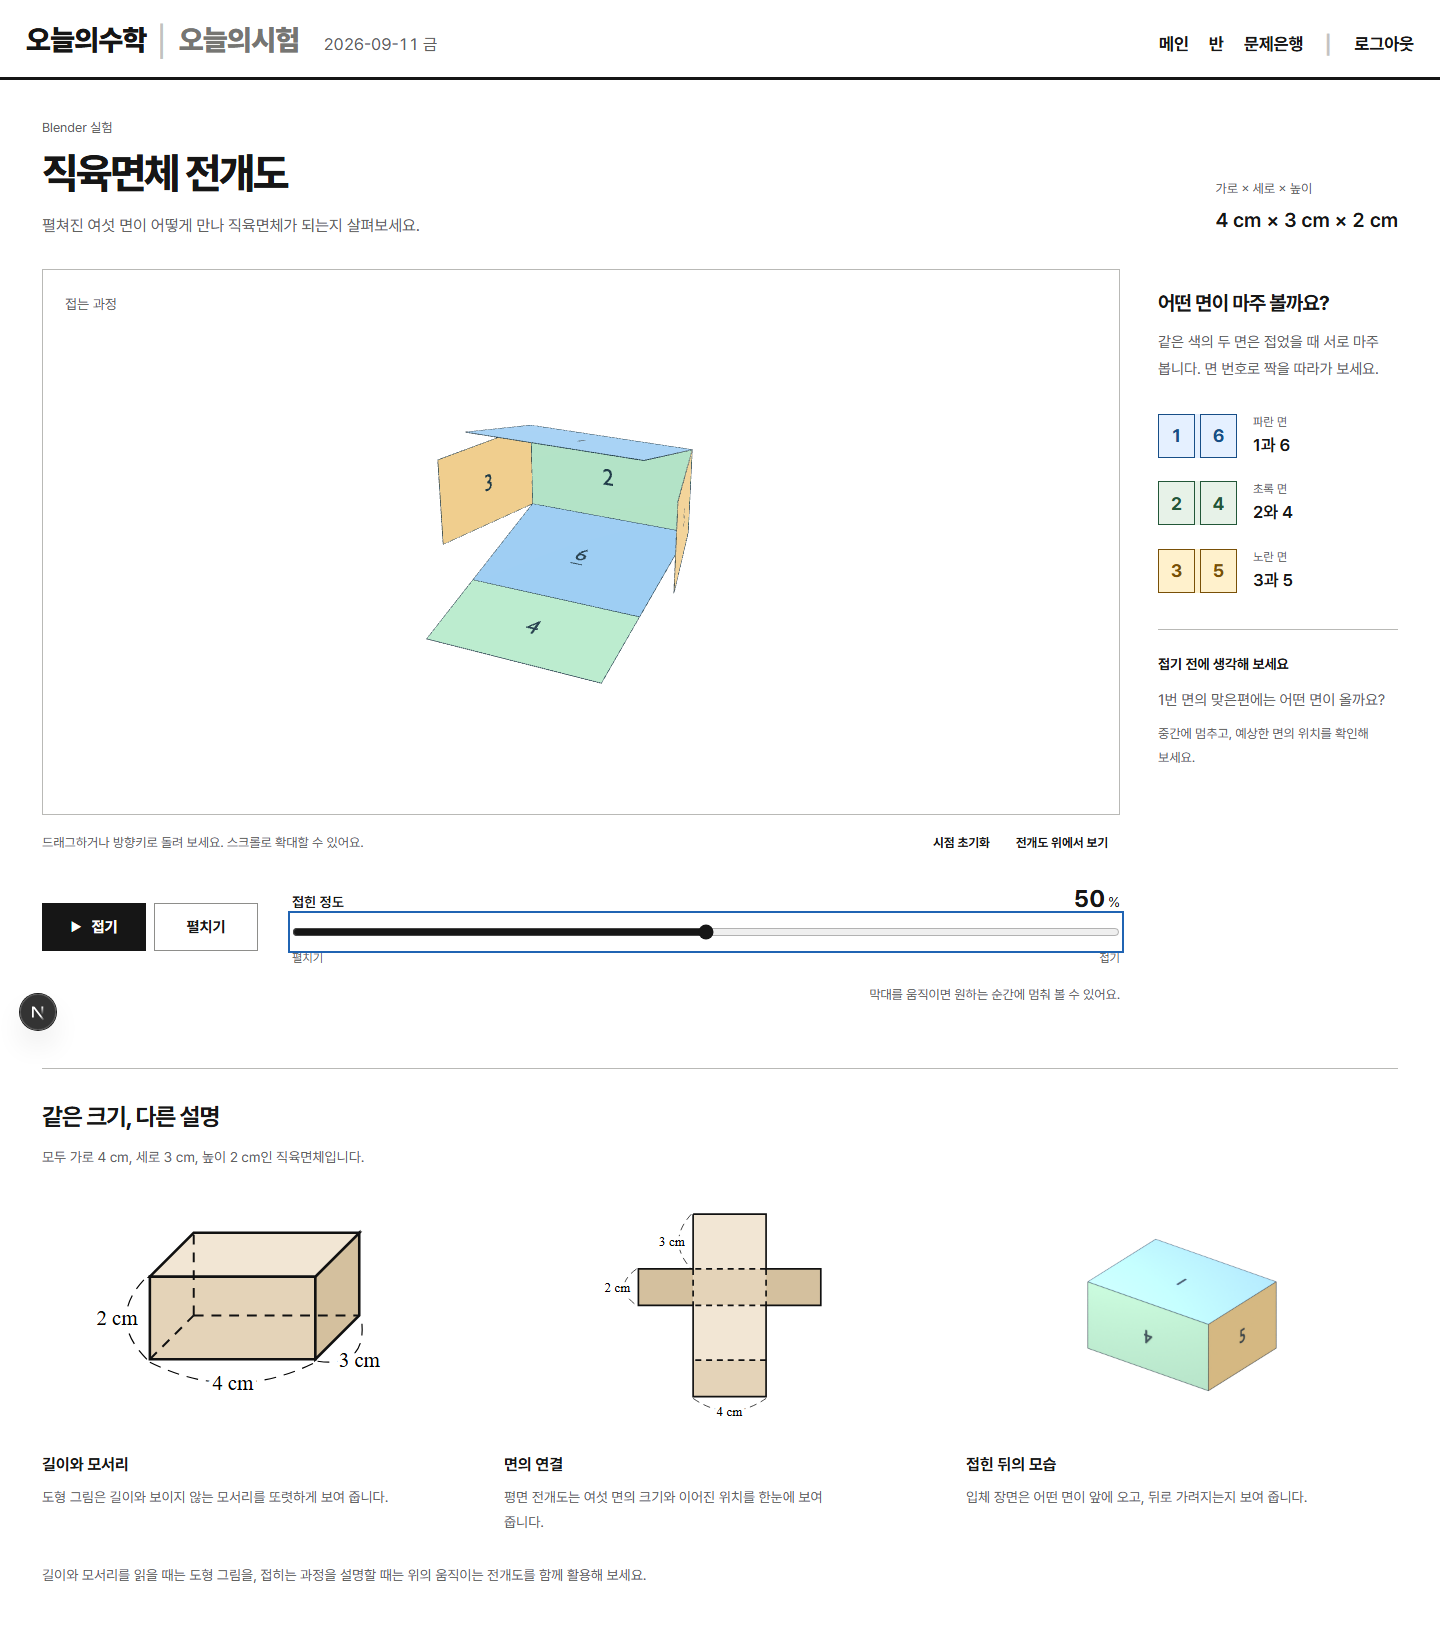 오늘의수학 | 오늘의시험 2026-09-11 금
메인 반 문제은행 | 로그아웃
Blender 실험
직육면체 전개도
펼쳐진 여섯 면이 어떻게 만나 직육면체가 되는지 살펴보세요.
가로 × 세로 × 높이
4 cm × 3 cm × 2 cm
접는 과정
3
2
6
4
어떤 면이 마주 볼까요?
같은 색의 두 면은 접었을 때 서로 마주
봅니다. 면 번호로 짝을 따라가 보세요.
1 6
파란 면
1과 6
2 4
초록 면
2와 4
3 5
노란 면
3과 5
접기 전에 생각해 보세요
1번 면의 맞은편에는 어떤 면이 올까요?
중간에 멈추고, 예상한 면의 위치를 확인해
보세요.
드래그하거나 방향키로 돌려 보세요. 스크롤로 확대할 수 있어요.
시점 초기화 전개도 위에서 보기
▶ 접기 펼치기
접힌 정도 50 %
펼치기 접기
막대를 움직이면 원하는 순간에 멈춰 볼 수 있어요.
N
같은 크기, 다른 설명
모두 가로 4 cm, 세로 3 cm, 높이 2 cm인 직육면체입니다.
2 cm
3 cm
4 cm
3 cm
2 cm
4 cm
1
4
5
길이와 모서리
도형 그림은 길이와 보이지 않는 모서리를 또렷하게 보여 줍니다.
면의 연결
평면 전개도는 여섯 면의 크기와 이어진 위치를 한눈에 보여
줍니다.
접힌 뒤의 모습
입체 장면은 어떤 면이 앞에 오고, 뒤로 가려지는지 보여 줍니다.
길이와 모서리를 읽을 때는 도형 그림을, 접히는 과정을 설명할 때는 위의 움직이는 전개도를 함께 활용해 보세요.